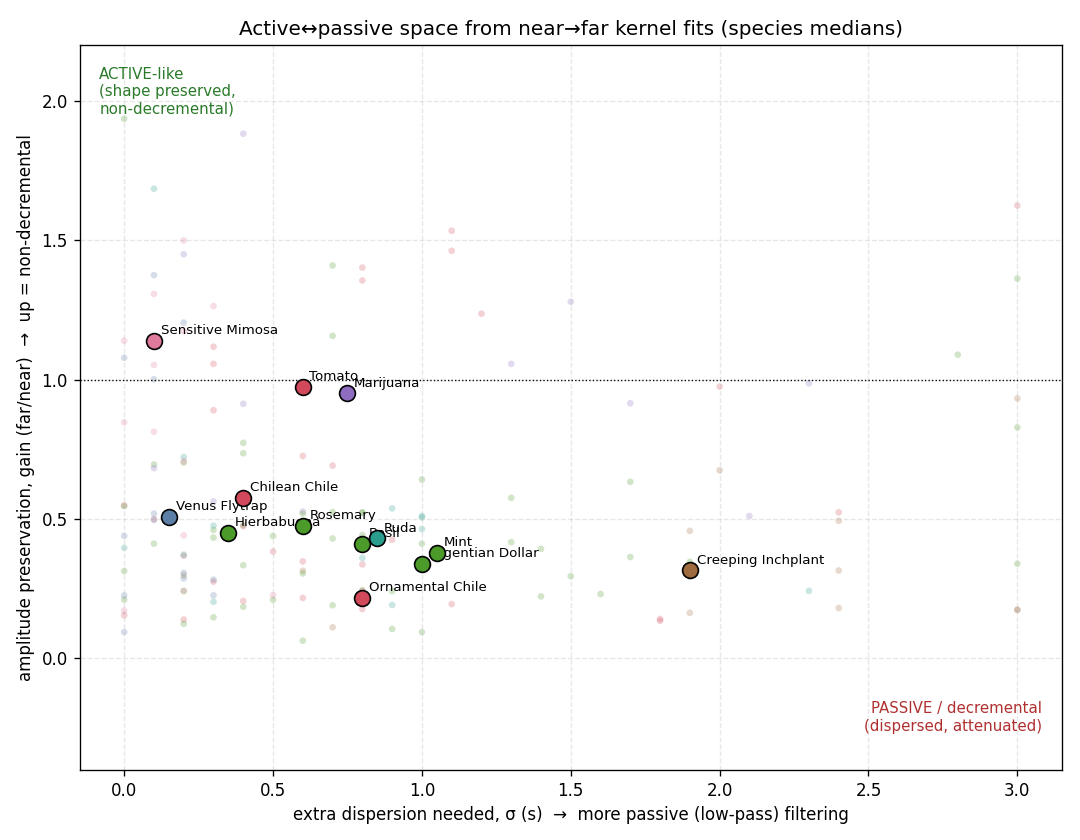 Active↔passive space from near→far kernel fits (species medians)
ACTIVE-like
(shape preserved,
non-decremental)
amplitude preservation, gain (far/near) → up = non-decremental
2.0
1.5
1.0
0.5
0.0
Sensitive Mimosa
Tomato
Marijuana
Chilean Chile
Venus Flytrap
Hierbabuena
Rosemary
Basil
Ruda
Mint
gentian Dollar
Ornamental Chile
Creeping Inchplant
PASSIVE / decremental
(dispersed, attenuated)
0.0 0.5 1.0 1.5 2.0 2.5 3.0
extra dispersion needed, σ (s) → more passive (low-pass) filtering